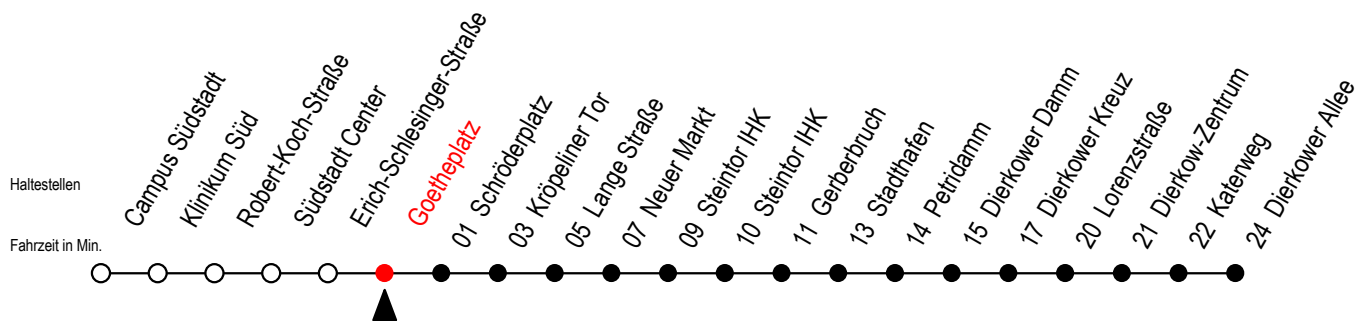 Haltestellen
Fahrzeit in Min.
Campus Südstadt
Klinikum Süd
Robert-Koch-Straße
Südstadt Center
Erich-Schlesinger-Straße
Goetheplatz
01 Schröderplatz
03 Kröpeliner Tor
05 Lange Straße
07 Neuer Markt
09 Steintor IHK
10 Steintor IHK
11 Gerberbruch
13 Stadthafen
14 Petridamm
15 Dierkower Damm
17 Dierkower Kreuz
20 Lorenzstraße
21 Dierkow-Zentrum
22 Katerweg
24 Dierkower Allee